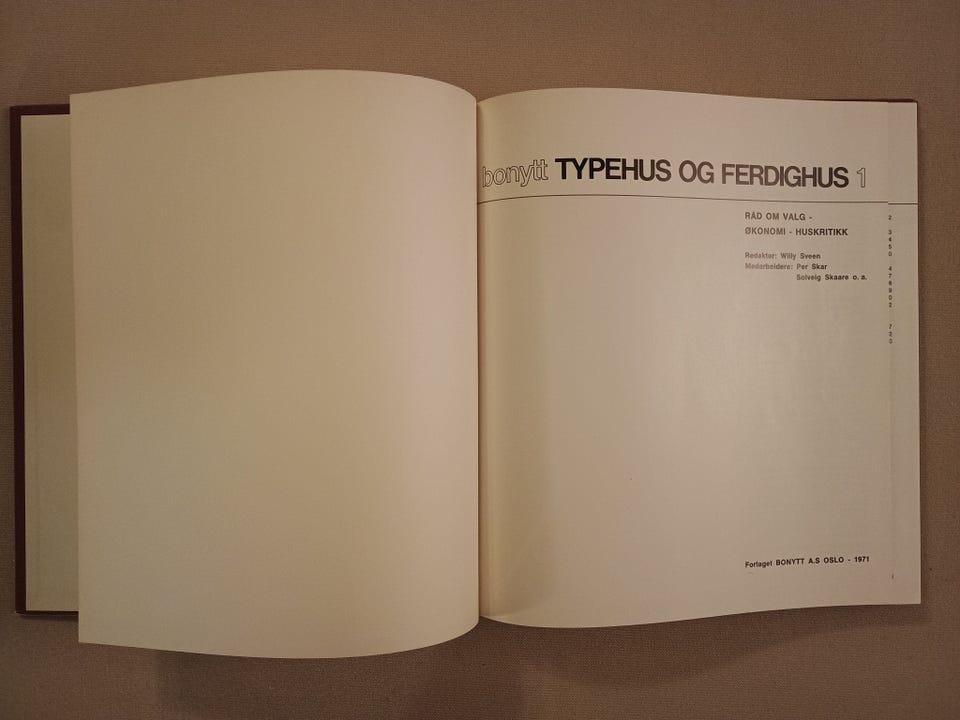 bonytt TYPEHUS OG FERDIGHUS 1
RÅD OM VALG -
ØKONOMI - HUSKRITIKK
Redaktør: Willy Sveen
Medarbeidere: Per Skar
Solveig Skaare o. a.
Forlaget BONYTT A.S OSLO - 1971